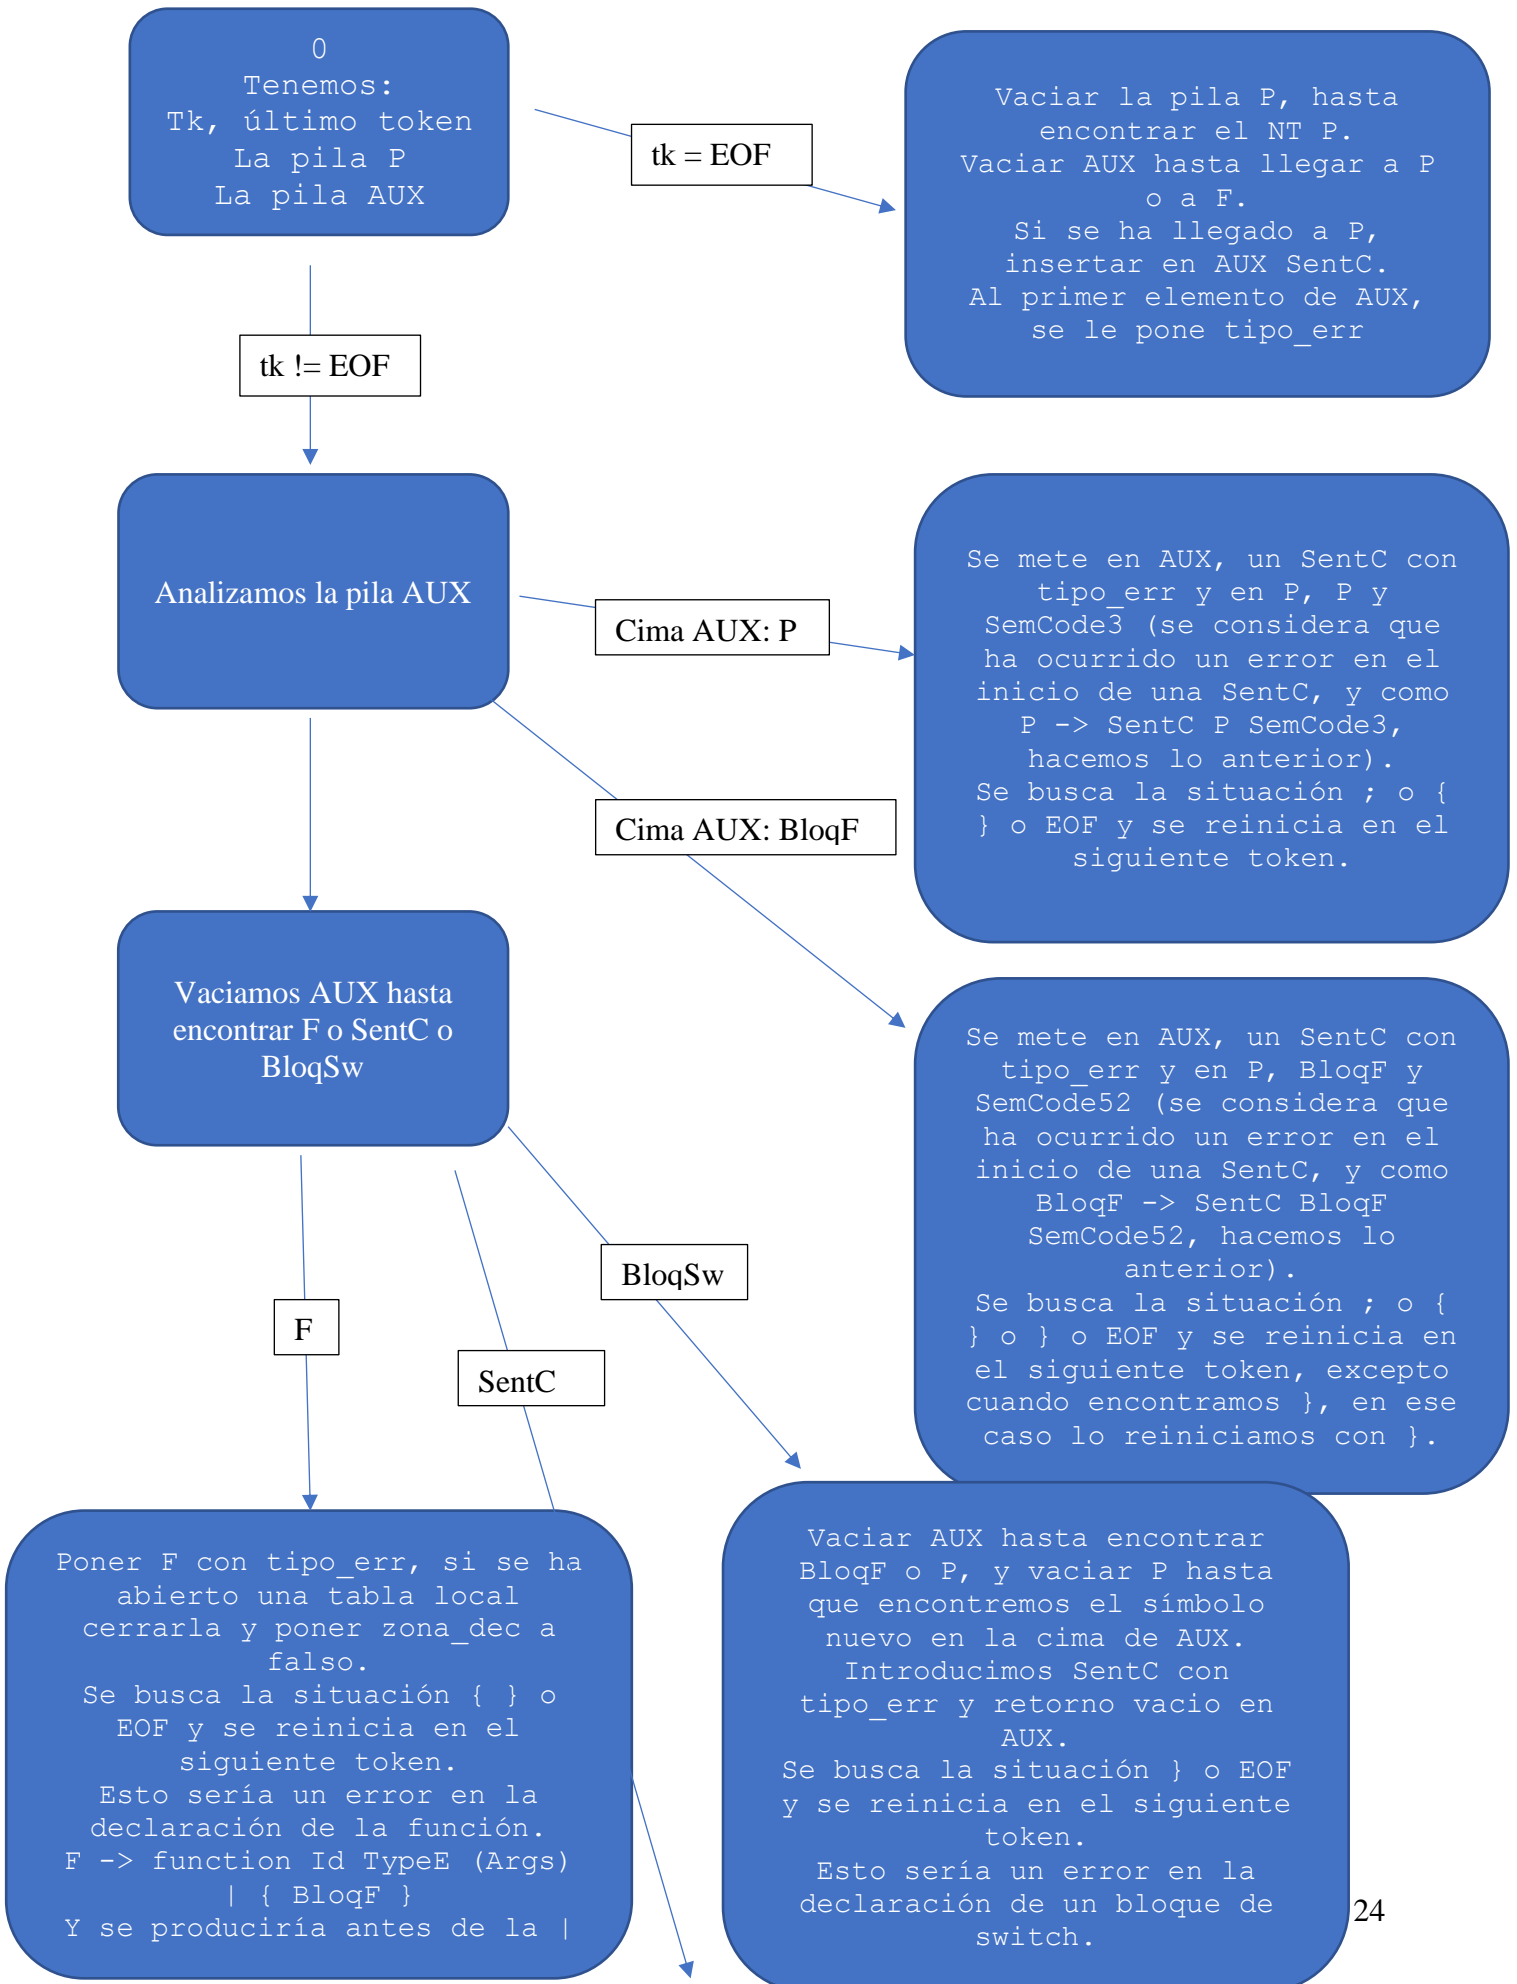 0
Tenemos:
Tk, último token
La pila P
La pila AUX
tk = EOF
Vaciar la pila P, hasta
encontrar el NT P.
Vaciar AUX hasta llegar a P
o a F.
Si se ha llegado a P,
insertar en AUX SentC.
Al primer elemento de AUX,
se le pone tipo_err
tk != EOF
Analizamos la pila AUX
Cima AUX: P
Se mete en AUX, un SentC con
tipo_err y en P, P y
SemCode3 (se considera que
ha ocurrido un error en el
inicio de una SentC, y como
P -> SentC P SemCode3,
hacemos lo anterior).
Se busca la situación ; o {
} o EOF y se reinicia en el
siguiente token.
Cima AUX: BloqF
Se mete en AUX, un SentC con
tipo_err y en P, BloqF y
SemCode52 (se considera que
ha ocurrido un error en el
inicio de una SentC, y como
BloqF -> SentC BloqF
SemCode52, hacemos lo
anterior).
Se busca la situación ; o {
} o } o EOF y se reinicia en
el siguiente token, excepto
cuando encontramos }, en ese
caso lo reiniciamos con }.
Vaciamos AUX hasta
encontrar F o SentC o
BloqSw
BloqSw
F
SentC
Poner F con tipo_err, si se ha
abierto una tabla local
cerrarla y poner zona_dec a
falso.
Se busca la situación { } o
EOF y se reinicia en el
siguiente token.
Esto sería un error en la
declaración de la función.
F -> function Id TypeE (Args)
| { BloqF }
Y se produciría antes de la |
Vaciar AUX hasta encontrar
BloqF o P, y vaciar P hasta
que encontremos el símbolo
nuevo en la cima de AUX.
Introducimos SentC con
tipo_err y retorno vacio en
AUX.
Se busca la situación } o EOF
y se reinicia en el siguiente
token.
Esto sería un error en la
declaración de un bloque de
switch.
24